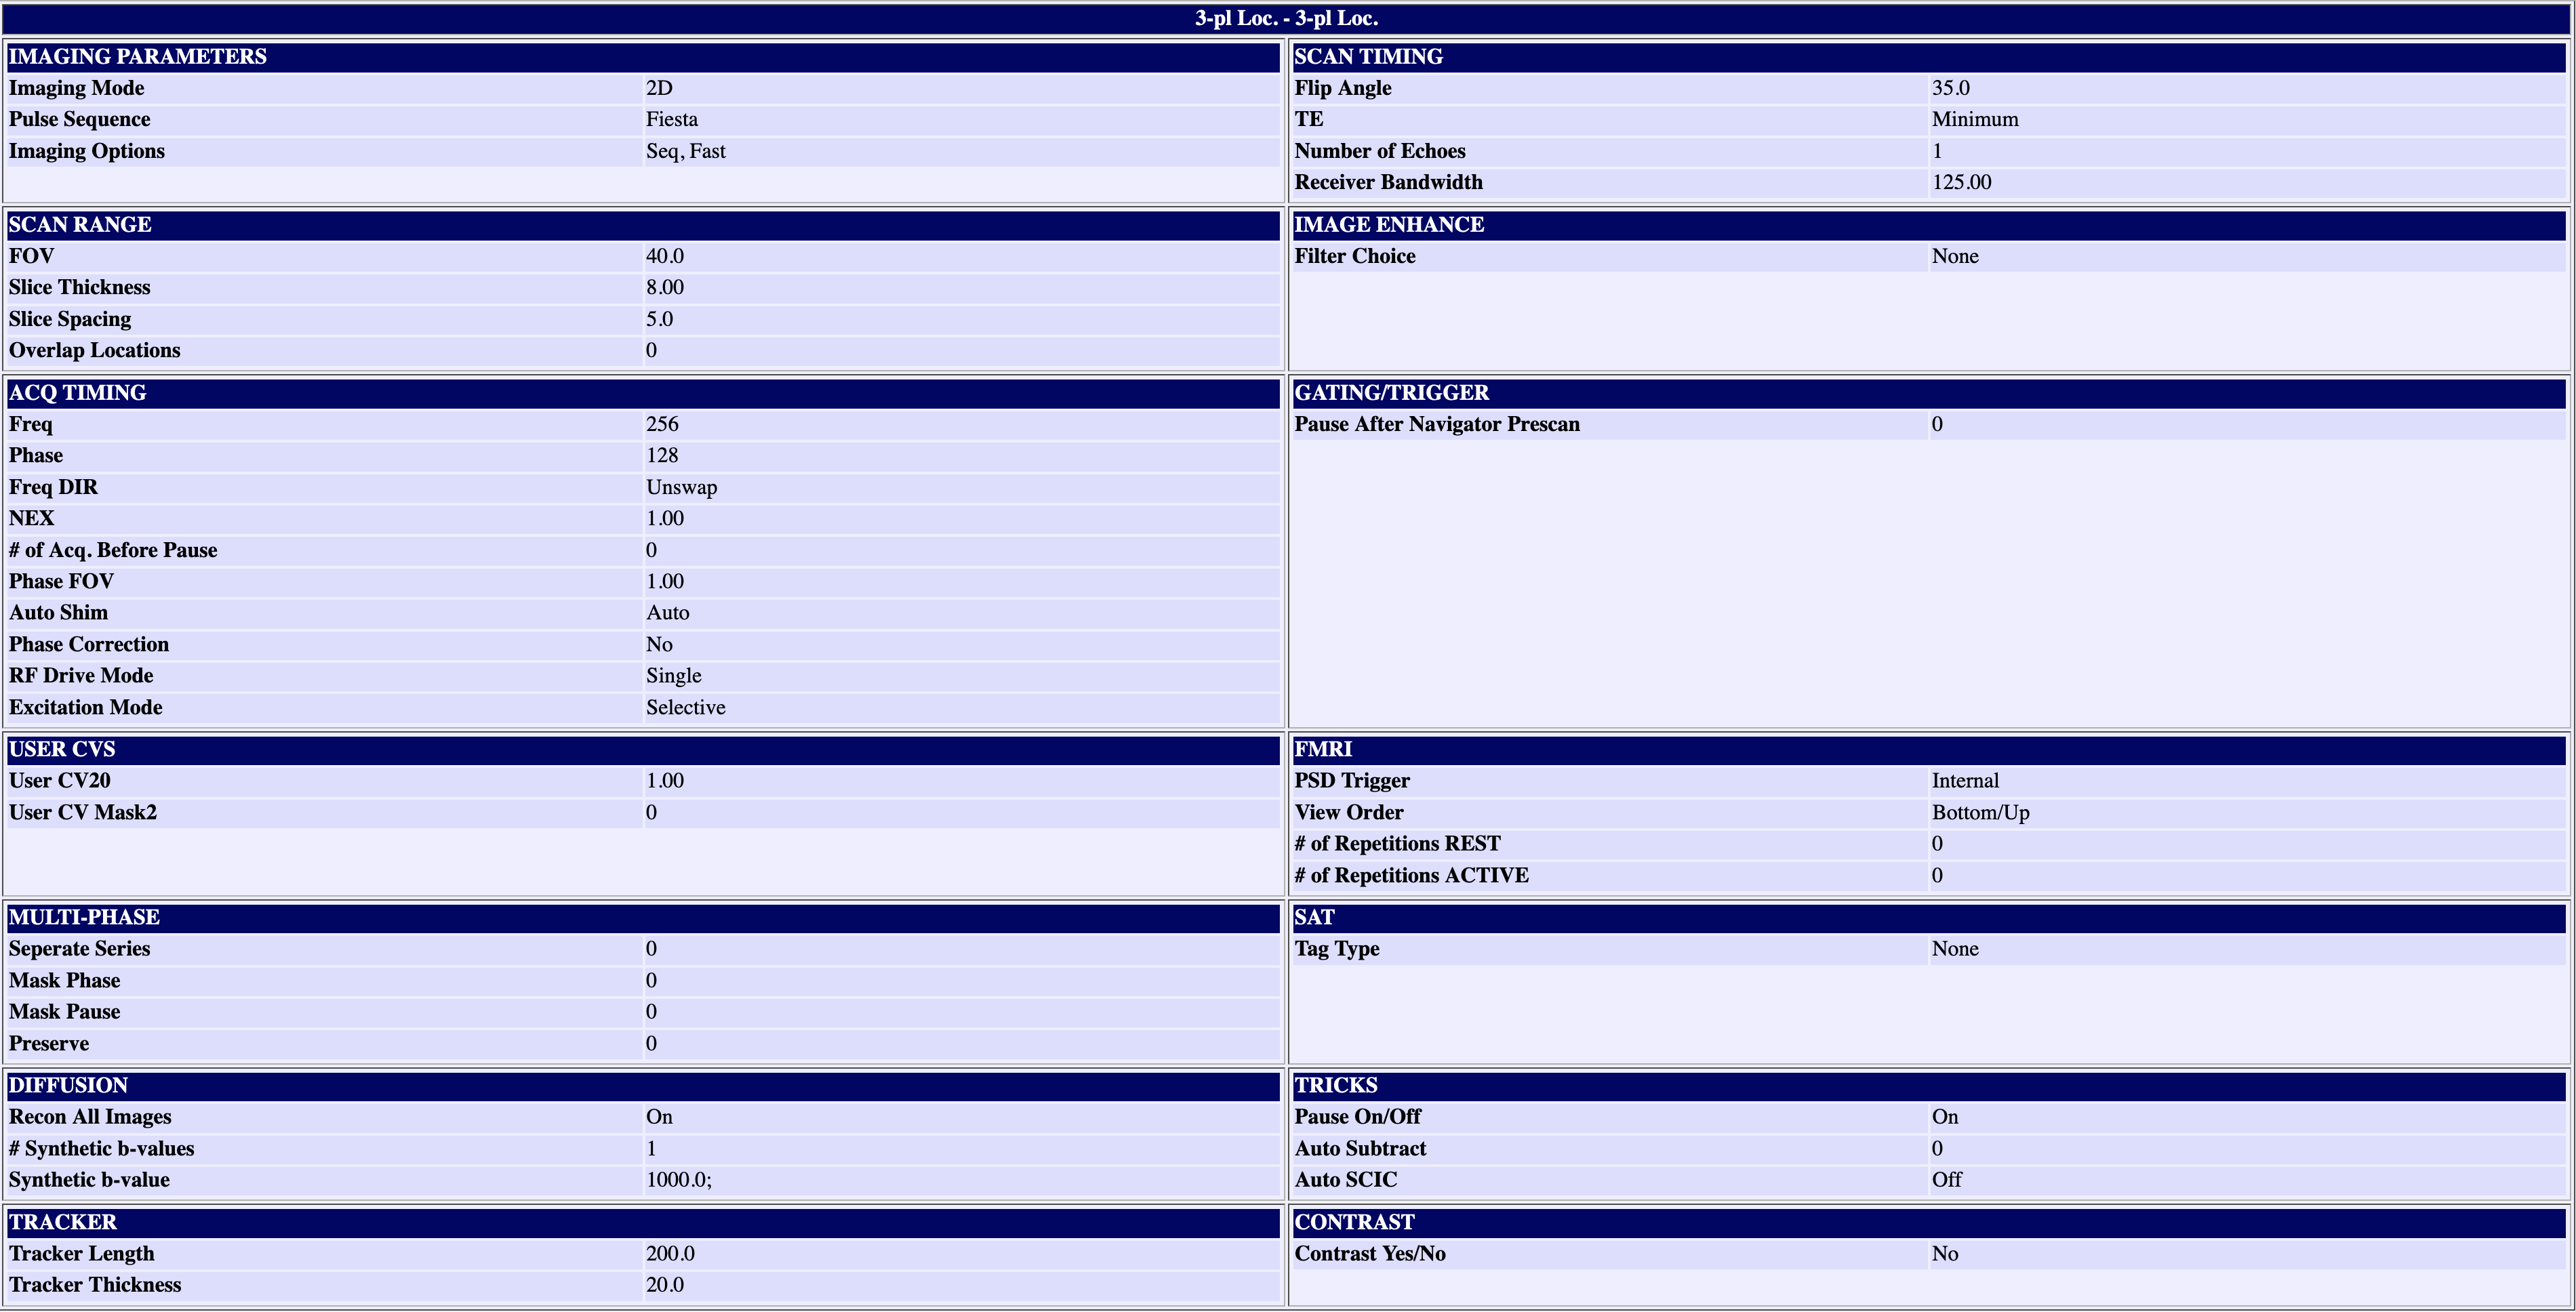 3-pl Loc. - 3-pl Loc.
IMAGING PARAMETERS
Imaging Mode 2D
Pulse Sequence Fiesta
Imaging Options Seq, Fast
SCAN TIMING
Flip Angle 35.0
TE Minimum
Number of Echoes 1
Receiver Bandwidth 125.00
SCAN RANGE
FOV 40.0
Slice Thickness 8.00
Slice Spacing 5.0
Overlap Locations 0
IMAGE ENHANCE
Filter Choice None
ACQ TIMING
Freq 256
Phase 128
Freq DIR Unswap
NEX 1.00
# of Acq. Before Pause 0
Phase FOV 1.00
Auto Shim Auto
Phase Correction No
RF Drive Mode Single
Excitation Mode Selective
GATING/TRIGGER
Pause After Navigator Prescan 0
USER CVS
User CV20 1.00
User CV Mask2 0
FMRI
PSD Trigger Internal
View Order Bottom/Up
# of Repetitions REST 0
# of Repetitions ACTIVE 0
MULTI-PHASE
Seperate Series 0
Mask Phase 0
Mask Pause 0
Preserve 0
SAT
Tag Type None
DIFFUSION
Recon All Images On
# Synthetic b-values 1
Synthetic b-value 1000.0;
TRICKS
Pause On/Off On
Auto Subtract 0
Auto SCIC Off
TRACKER
Tracker Length 200.0
Tracker Thickness 20.0
CONTRAST
Contrast Yes/No No